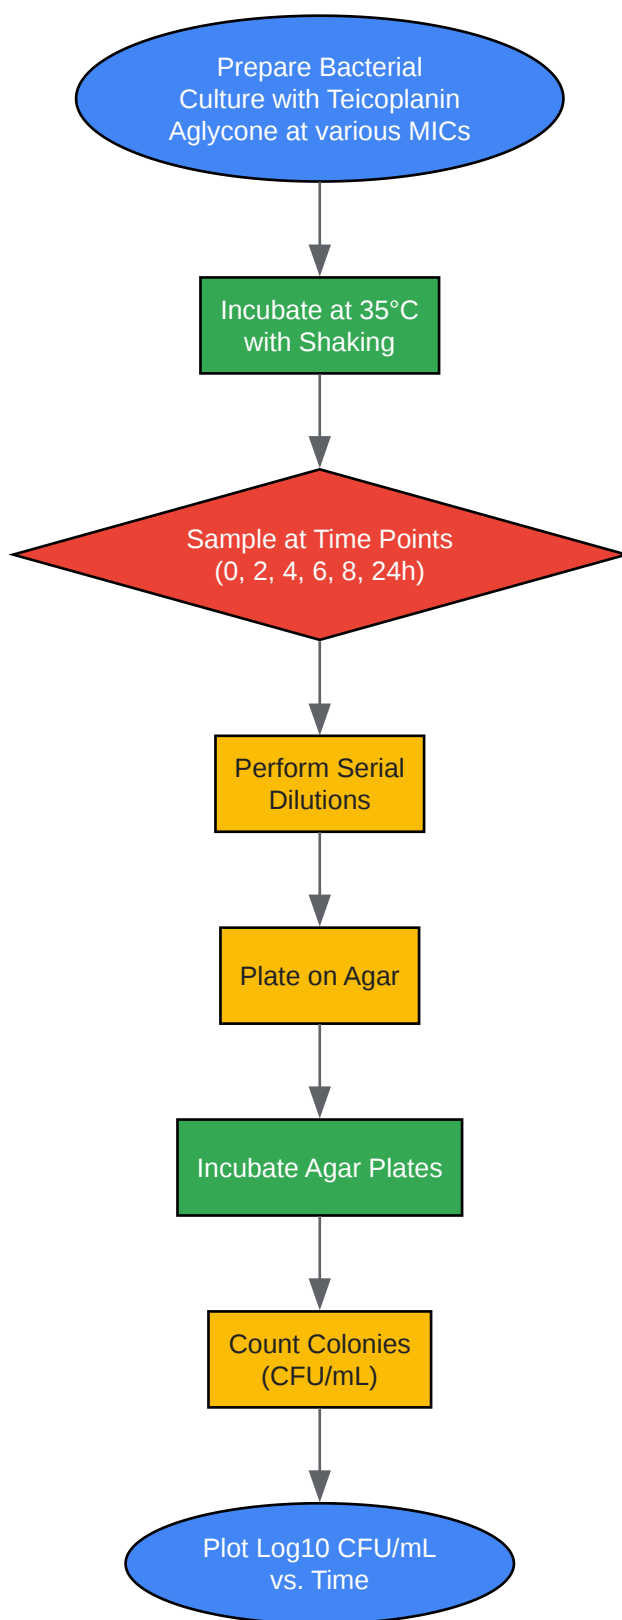 Prepare Bacterial
Culture with Teicoplanin
Aglycone at various MICs
Incubate at 35°C
with Shaking
Sample at Time Points
(0, 2, 4, 6, 8, 24h)
Perform Serial
Dilutions
Plate on Agar
Incubate Agar Plates
Count Colonies
(CFU/mL)
Plot Log10 CFU/mL
vs. Time